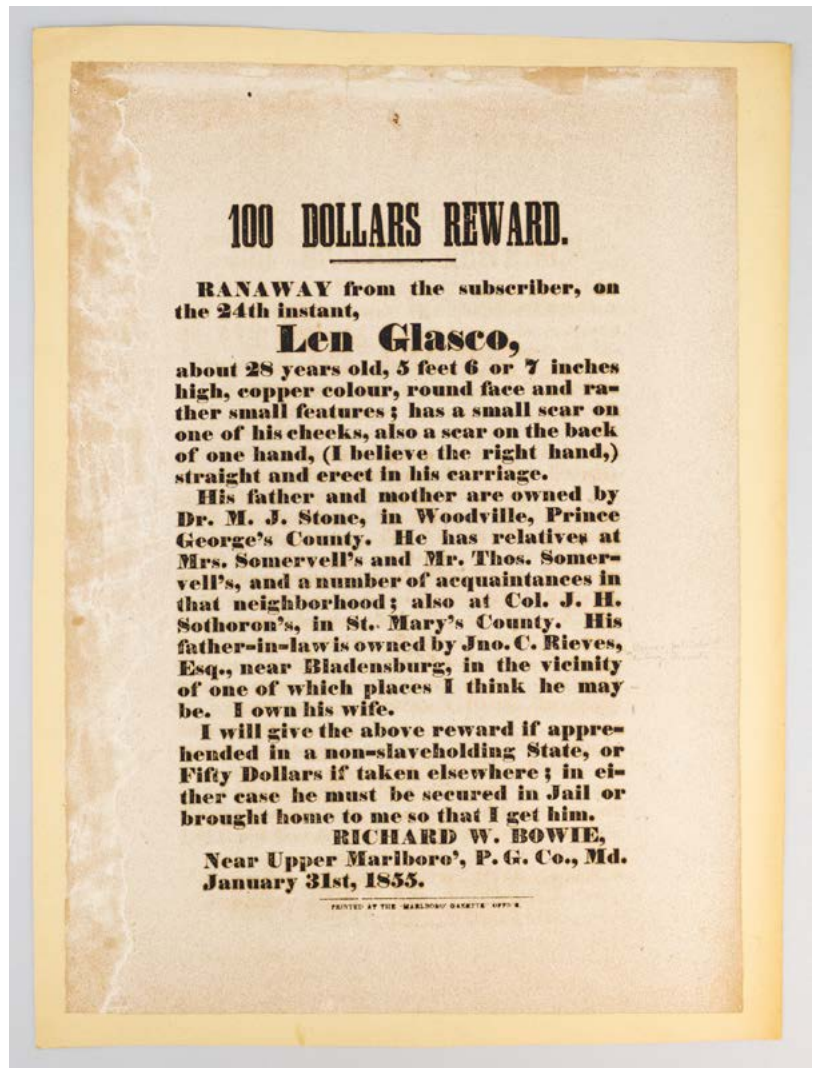 100 DOLLARS REWARD.
RANAWAY from the subscriber, on
the 24th instant,
Len Glasco,
about 28 years old, 5 feet 6 or 7 inches
high, copper colour, round face and ra-
ther small features; has a small scar on
one of his cheeks, also a scar on the back
of one hand, (I believe the right hand,)
straight and erect in his carriage.
His father and mother are owned by
Dr. M. J. Stone, in Woodville, Prince
George's County. He has relatives at
Mrs. Somervell's and Mr. Thos. Somer-
vell's, and a number of acquaintances in
that neighborhood; also at Col. J. H.
Sothoron's, in St. Mary's County. His
father-in-law is owned by Jno. C. Rieves,
Esq., near Bladensburg, in the vicinity
of one of which places I think he may
be. I own his wife.
I will give the above reward if appre-
hended in a non-slaveholding State, or
Fifty Dollars if taken elsewhere; in ei-
ther case he must be secured in Jail or
brought home to me so that I get him.
RICHARD W. BOWIE,
Near Upper Marlboro', P. G. Co., Md.
January 31st, 1855.
PRINTED AT THE MARLBORO' GAZETTE OFFICE.